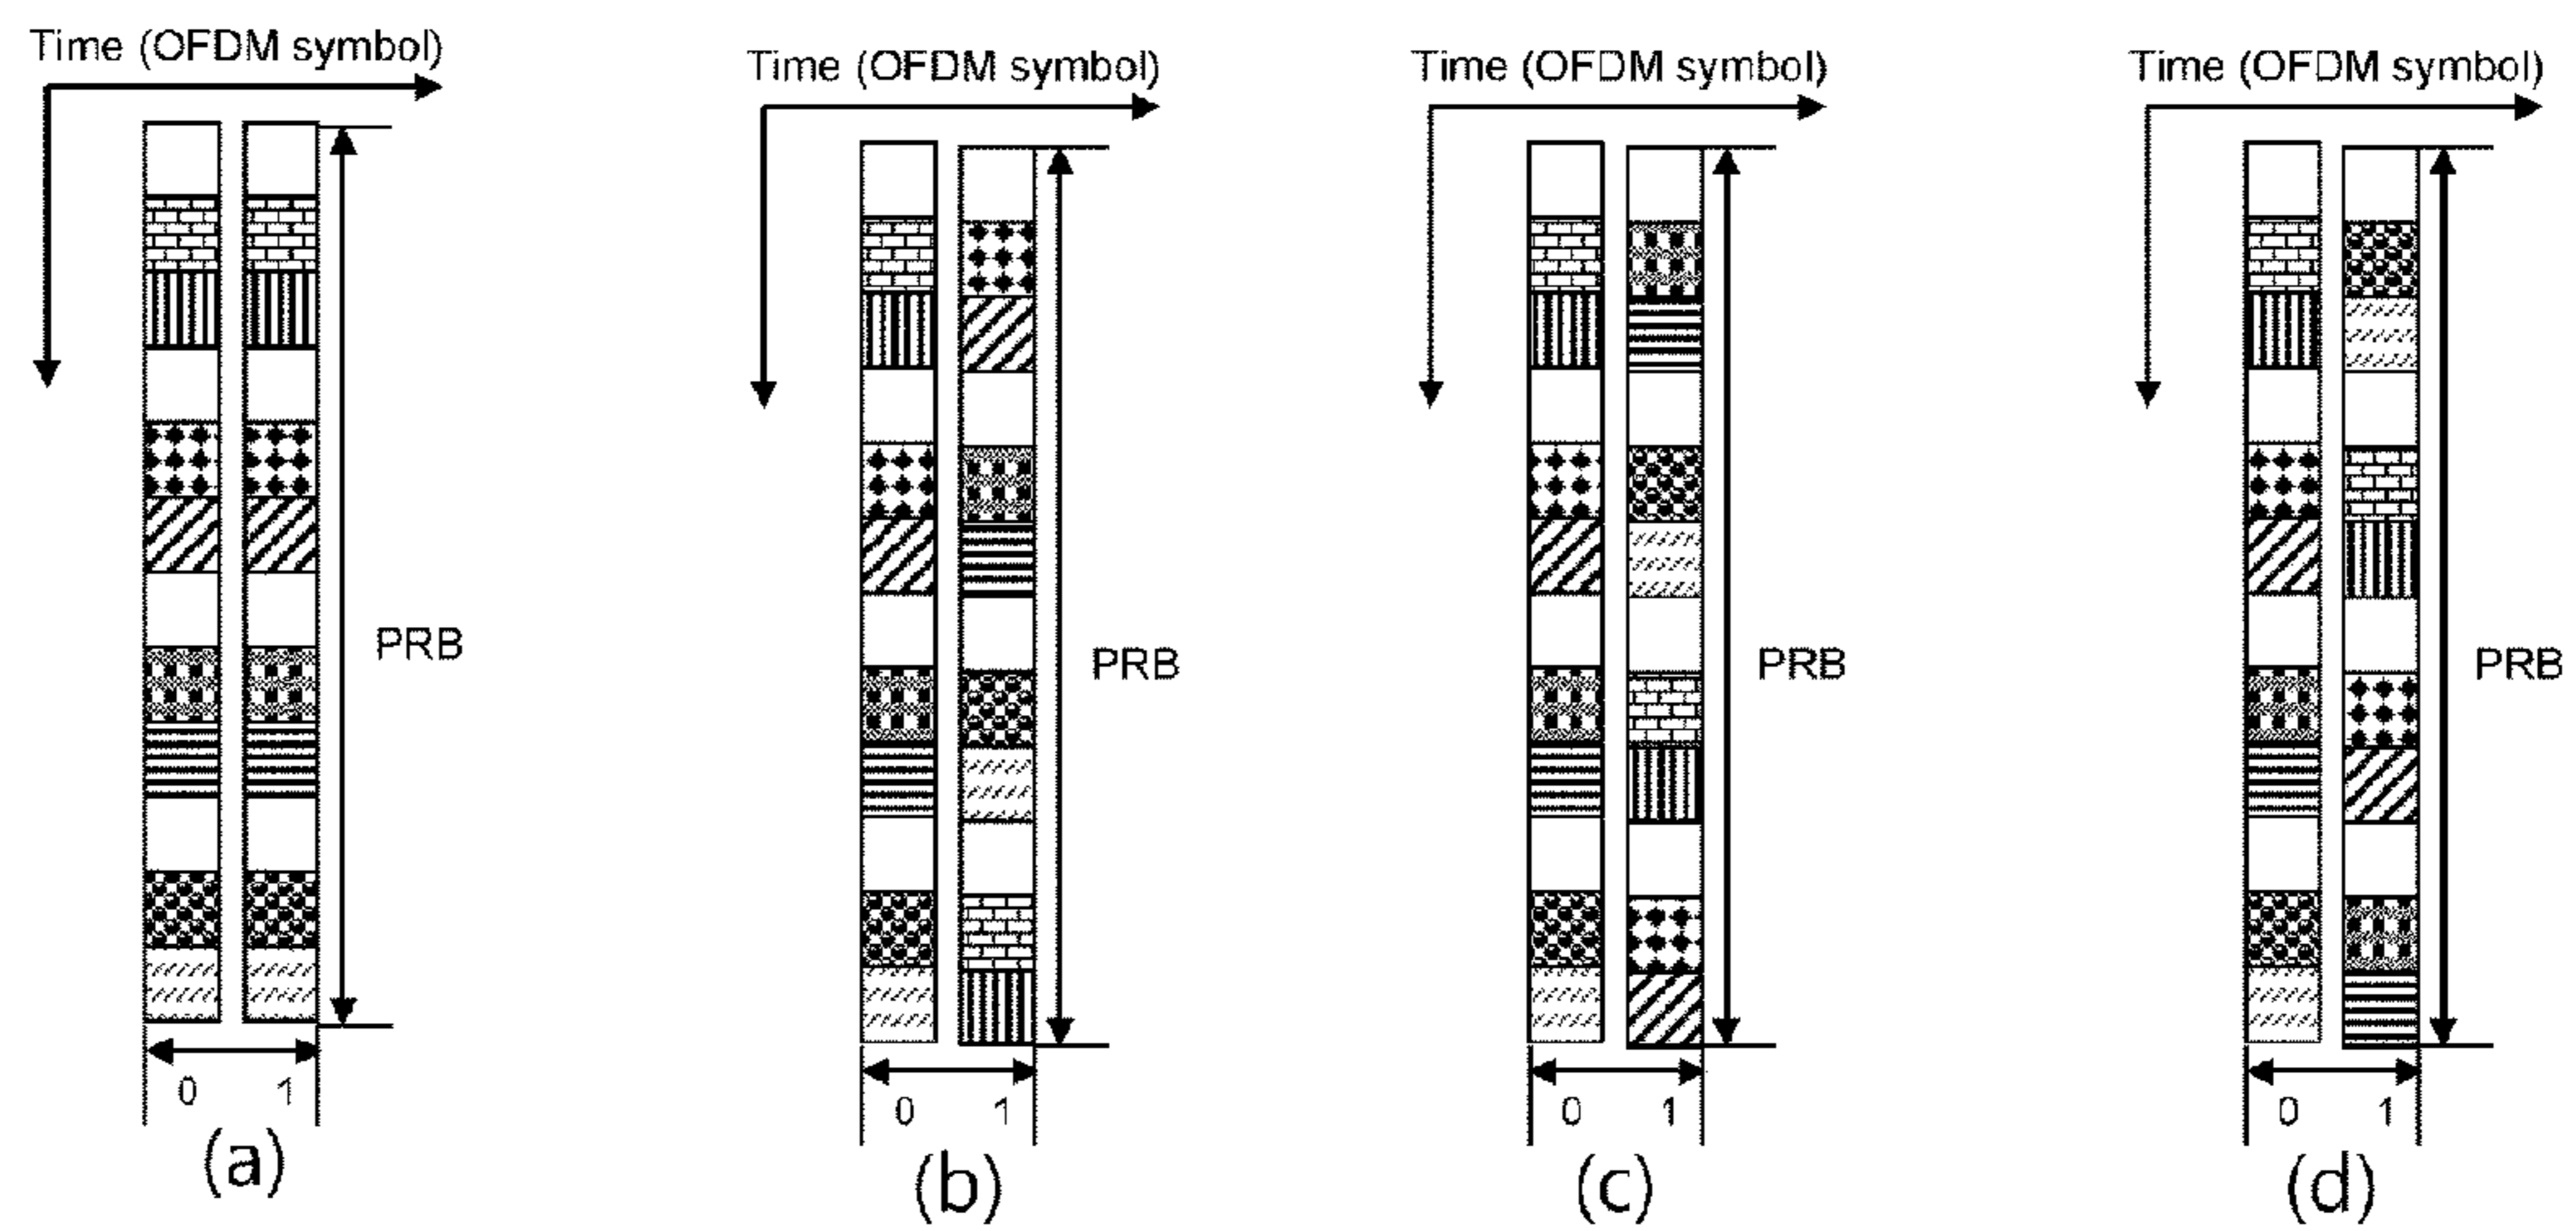 Time (OFDM symbol)
PRB
0 1
(a)
Time (OFDM symbol)
PRB
0 1
(b)
Time (OFDM symbol)
PRB
0 1
(c)
Time (OFDM symbol)
PRB
0 1
(d)